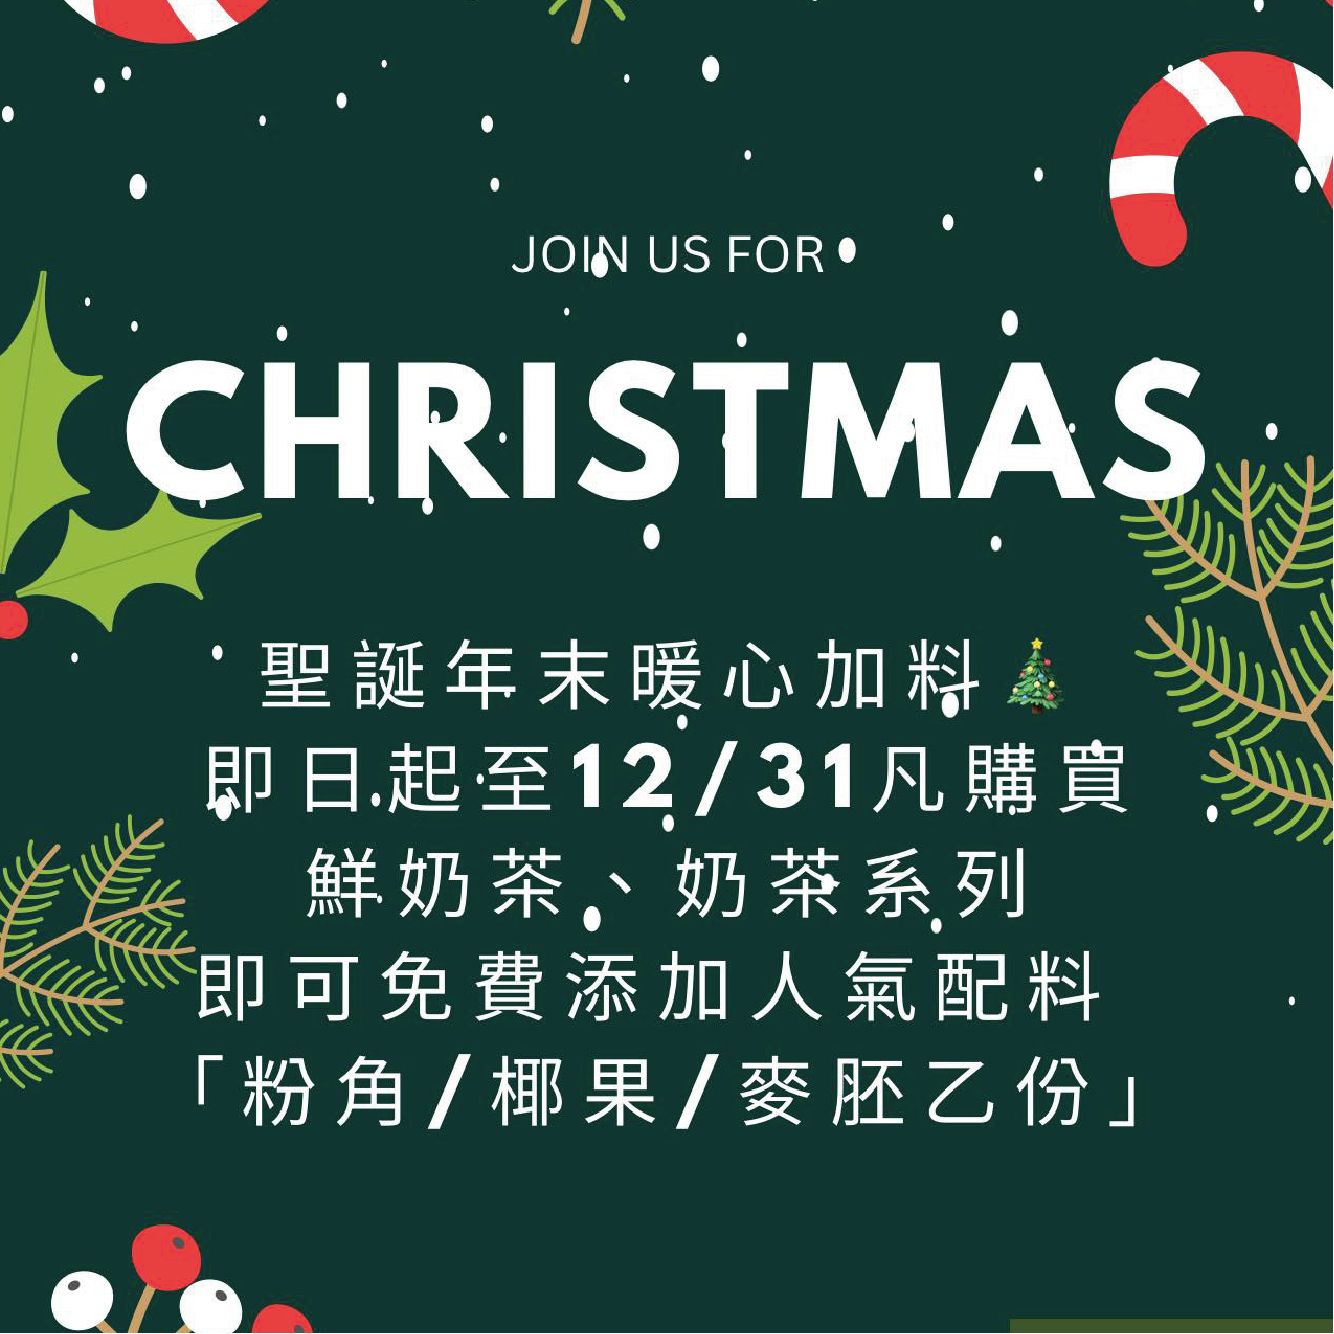 JOIN US FOR
CHRISTMAS
聖誕年末暖心加料🎄
即日起至12/31凡購買
鮮奶茶、奶茶系列
即可免費添加人氣配料
「粉角/椰果/麥胚乙份」